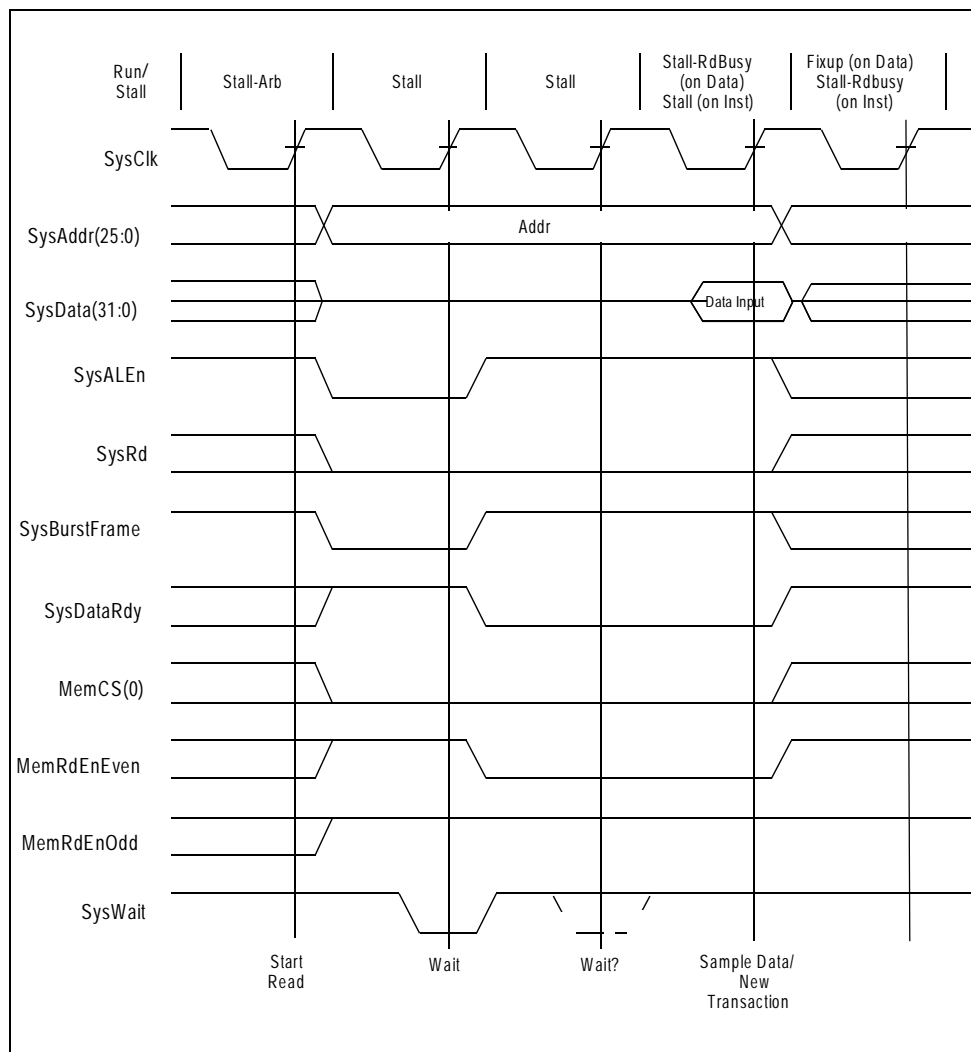 Run/
Stall
Stall-Arb
Stall
Stall
Stall-RdBusy
(on Data)
Stall (on Inst)
Fixup (on Data)
Stall-Rdbusy
(on Inst)
SysClk
SysAddr(25:0)
Addr
SysData(31:0)
Data Input
SysALEn
SysRd
SysBurstFrame
SysDataRdy
MemCS(0)
MemRdEnEven
MemRdEnOdd
SysWait
Start
Read
Wait
Wait?
Sample Data/
New
Transaction